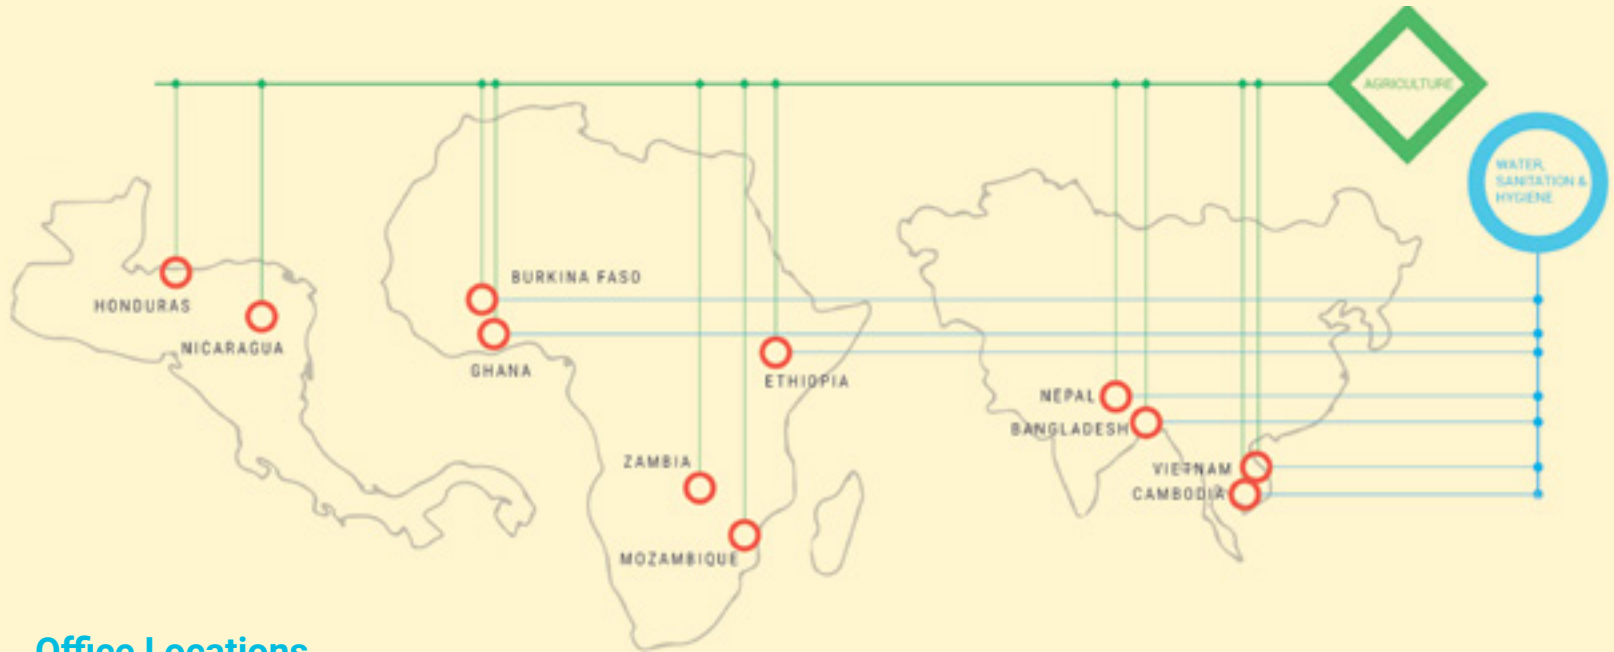 AGRICULTURE
WATER,
SANITATION &
HYGIENE
BURKINA FASO
HONDURAS
NICARAGUA
GHANA
ETHIOPIA
NEPAL
BANGLADESH
ZAMBIA
VIETNAM
CAMBODIA
MOZAMBIQUE
Office Locations